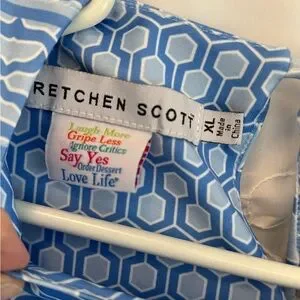 RETCHEN SCOTT
XL
Made
in
China
Laugh More
Gripe Less
Ignore Critics
Say Yes
Order Dessert
Love Life®